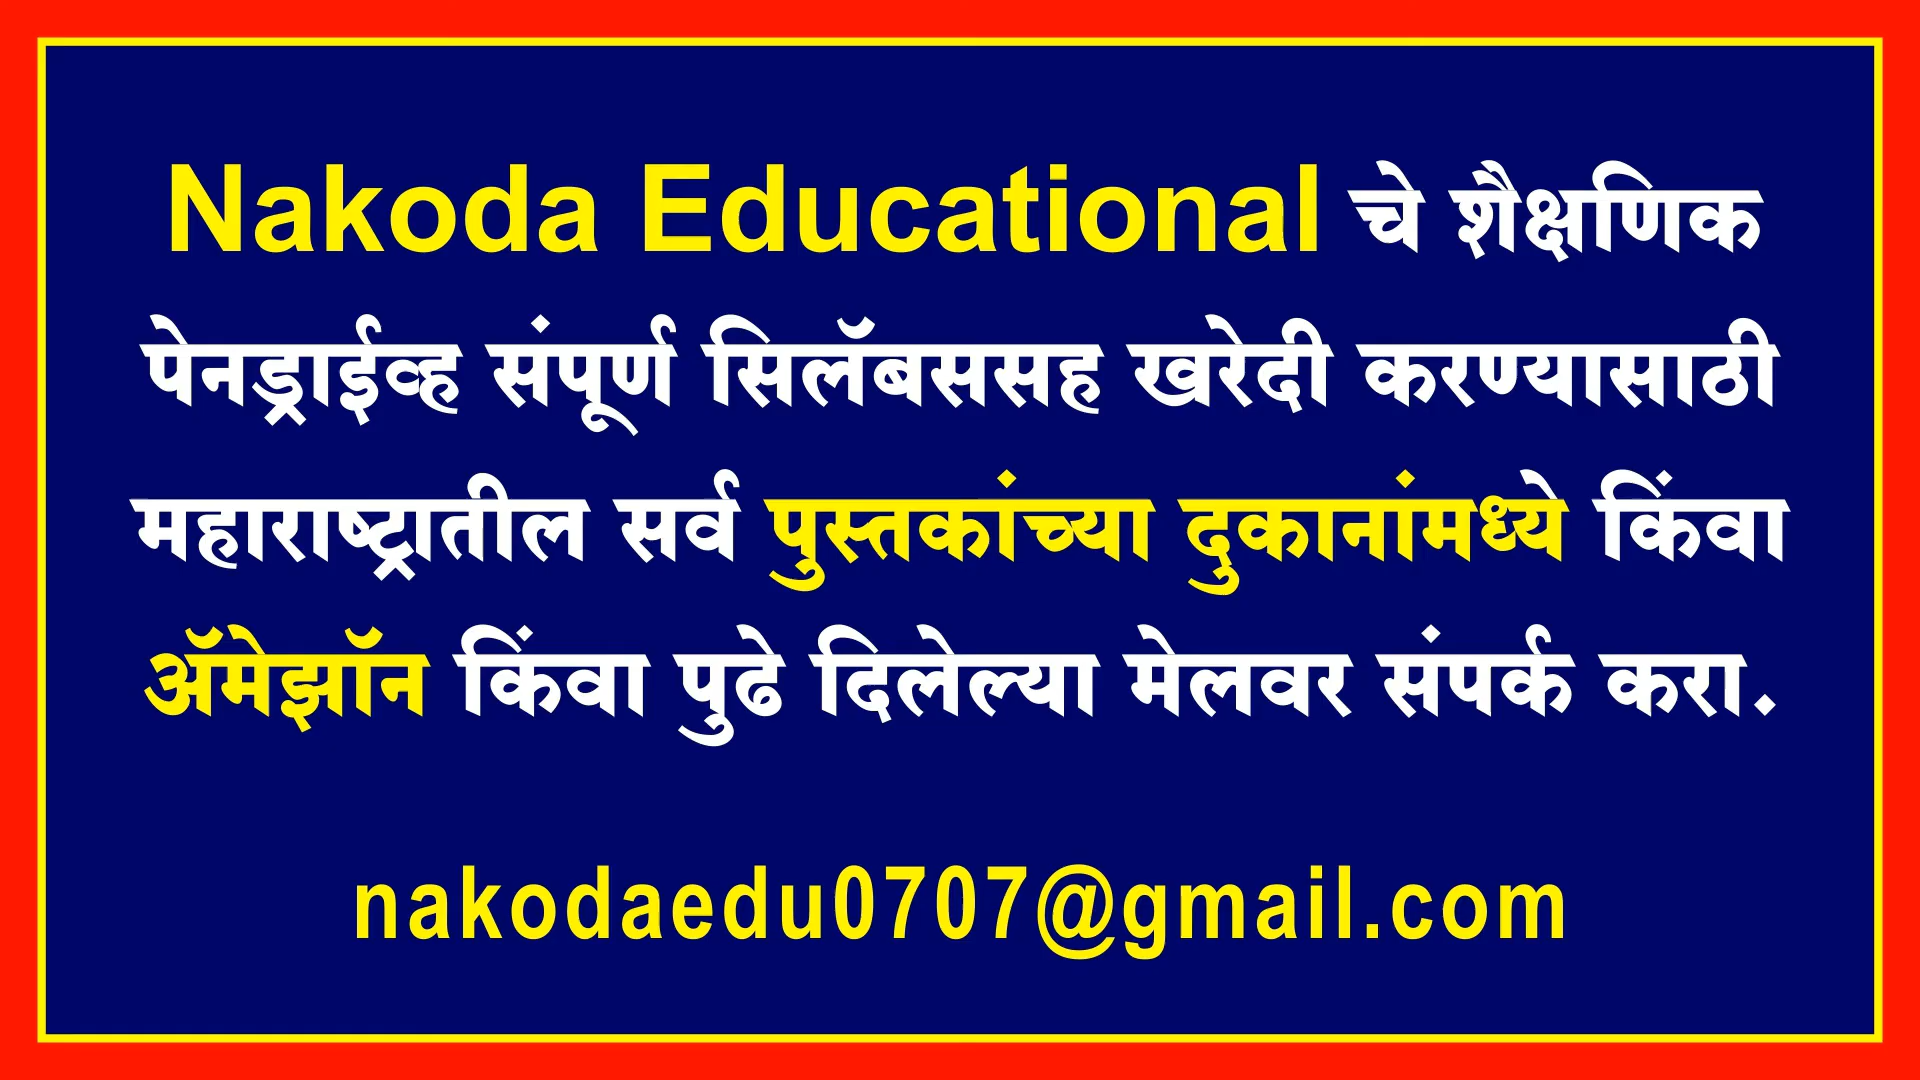 Nakoda Educational चे शैक्षणिक
पेनड्राईव्ह संपूर्ण सिलॅबससह खरेदी करण्यासाठी
महाराष्ट्रातील सर्व पुस्तकांच्या दुकानांमध्ये किंवा
ॲमेझॉन किंवा पुढे दिलेल्या मेलवर संपर्क करा.
nakodaedu0707@gmail.com